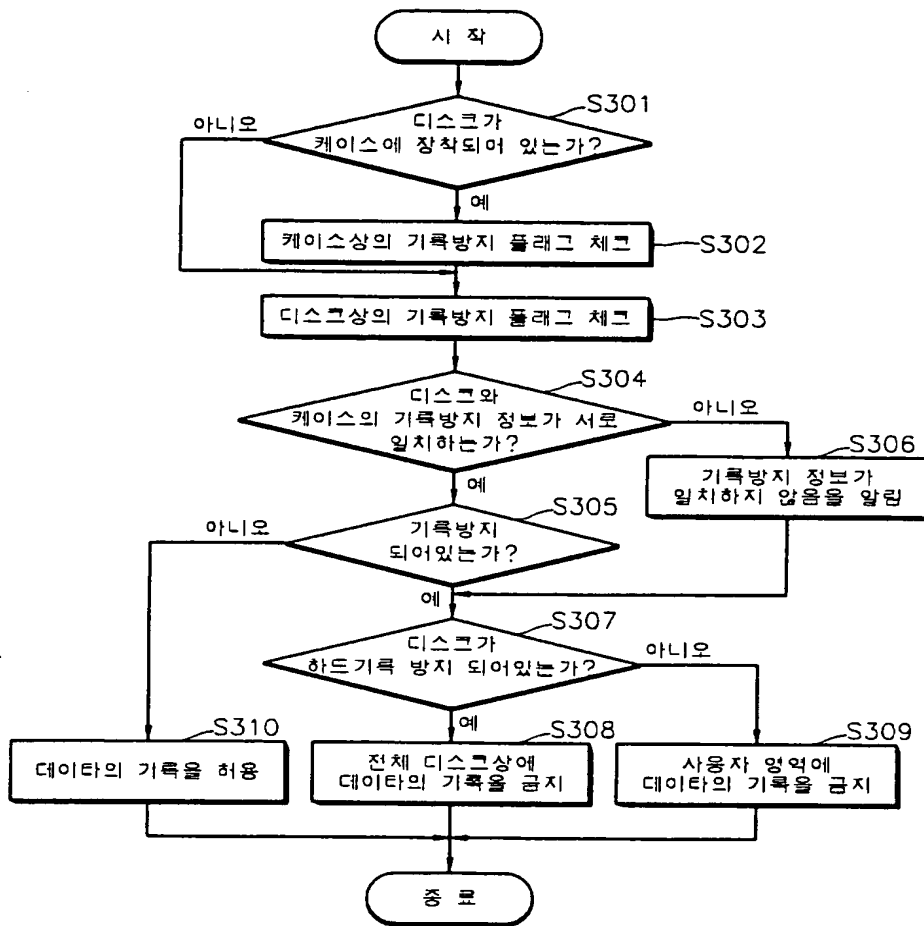 시 작
S301
아니오
디스크가
케이스에 장착되어 있는가?
예
케이스상의 기록방지 플래그 체크
S302
디스크상의 기록방지 플래그 체크
S303
S304
디스크와
케이스의 기록방지 정보가 서로
일치하는가?
아니오
예
S306
기록방지 정보가
일치하지 않음을 알림
S305
아니오
기록방지
되어있는가?
예
S307
디스크가
하드기록 방지 되어있는가?
아니오
예
S310
데이타의 기록을 허용
S308
전체 디스크상에
데이타의 기록을 금지
S309
사용자 영역에
데이타의 기록을 금지
종 료